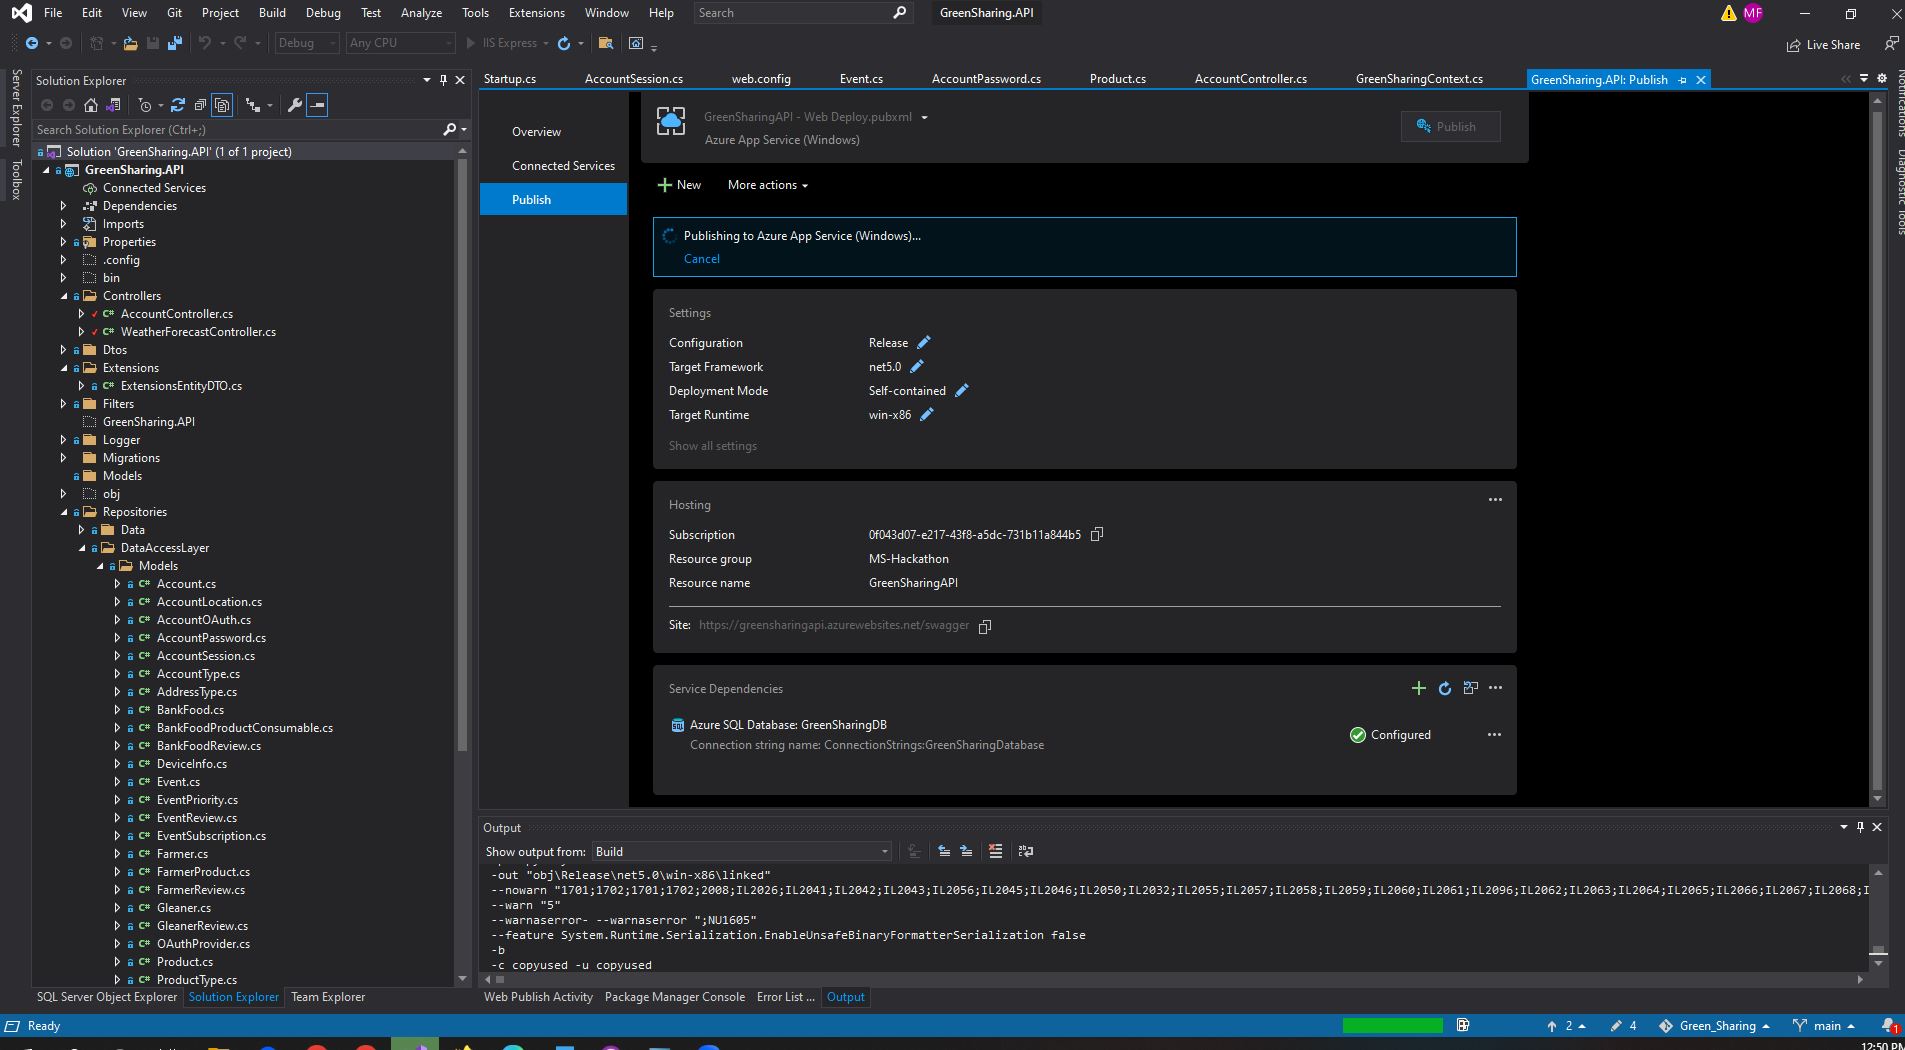 File Edit View Git Project Build Debug Test Analyze Tools Extensions Window Help Search GreenSharing.API MF
Debug Any CPU IIS Express Live Share
Server Explorer
Toolbox
Solution Explorer
Search Solution Explorer (Ctrl+;)
Solution 'GreenSharing.API' (1 of 1 project)
GreenSharing.API
Connected Services
Dependencies
Imports
Properties
.config
bin
Controllers
AccountController.cs
WeatherForecastController.cs
Dtos
Extensions
ExtensionsEntityDTO.cs
Filters
GreenSharing.API
Logger
Migrations
Models
obj
Repositories
Data
DataAccessLayer
Models
Account.cs
AccountLocation.cs
AccountOAuth.cs
AccountPassword.cs
AccountSession.cs
AccountType.cs
AddressType.cs
BankFood.cs
BankFoodProductConsumable.cs
BankFoodReview.cs
DeviceInfo.cs
Event.cs
EventPriority.cs
EventReview.cs
EventSubscription.cs
Farmer.cs
FarmerProduct.cs
FarmerReview.cs
Gleaner.cs
GleanerReview.cs
OAuthProvider.cs
Product.cs
ProductType.cs
SQL Server Object Explorer Solution Explorer Team Explorer
Startup.cs AccountSession.cs web.config Event.cs AccountPassword.cs Product.cs AccountController.cs GreenSharingContext.cs GreenSharing.API: Publish
Overview
Connected Services
Publish
GreenSharingAPI - Web Deploy.pubxml
Azure App Service (Windows)
Publish
New More actions
Publishing to Azure App Service (Windows)...
Cancel
Settings
Configuration Release
Target Framework net5.0
Deployment Mode Self-contained
Target Runtime win-x86
Show all settings
Hosting
Subscription 0f043d07-e217-43f8-a5dc-731b11a844b5
Resource group MS-Hackathon
Resource name GreenSharingAPI
Site: https://greensharingapi.azurewebsites.net/swagger
Service Dependencies
Azure SQL Database: GreenSharingDB
Connection string name: ConnectionStrings:GreenSharingDatabase
Configured
Notifications
Diagnostic Tools
Output
Show output from: Build
-out "obj\Release\net5.0\win-x86\linked"
--nowarn "1701;1702;1701;1702;2008;IL2026;IL2041;IL2042;IL2043;IL2056;IL2045;IL2046;IL2050;IL2032;IL2055;IL2057;IL2058;IL2059;IL2060;IL2061;IL2096;IL2062;IL2063;IL2064;IL2065;IL2066;IL2067;IL2068;I
--warn "5"
--warnaserror- --warnaserror ";NU1605"
--feature System.Runtime.Serialization.EnableUnsafeBinaryFormatterSerialization false
-b
-c copyused -u copyused
Web Publish Activity Package Manager Console Error List ... Output
Ready 2 4 Green_Sharing main 1
12:50 PM